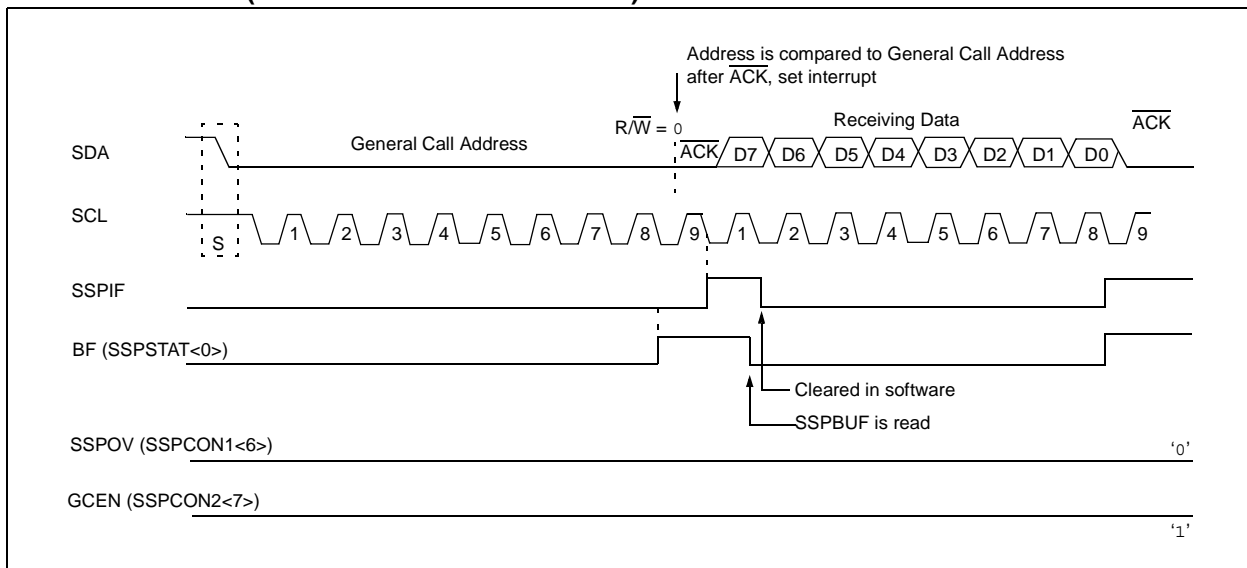 Address is compared to General Call Address
after ACK, set interrupt
R/W = 0
Receiving Data
ACK
SDA
General Call Address
ACK
D7 D6 D5 D4 D3 D2 D1 D0
SCL
S
1 2 3 4 5 6 7 8 9 1 2 3 4 5 6 7 8 9
SSPIF
BF (SSPSTAT<0>)
Cleared in software
SSPBUF is read
SSPOV (SSPCON1<6>)
‘0’
GCEN (SSPCON2<7>)
‘1’